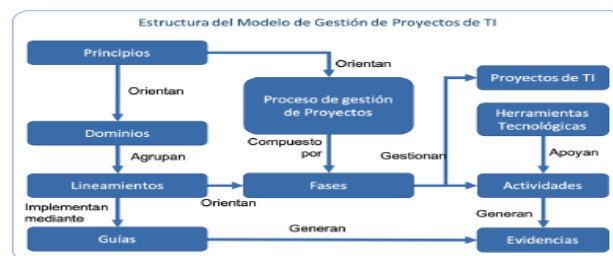 Estructura del Modelo de Gestión de Proyectos de TI
Principios
Orientan
Orientan
Proceso de gestión
de Proyectos
Proyectos de TI
Herramientas
Tecnológicas
Dominios
Agrupan
Compuesto
por
Gestionan
Apoyan
Lineamientos
Orientan
Fases
Actividades
Implementan
mediante
Generan
Guías
Generan
Evidencias